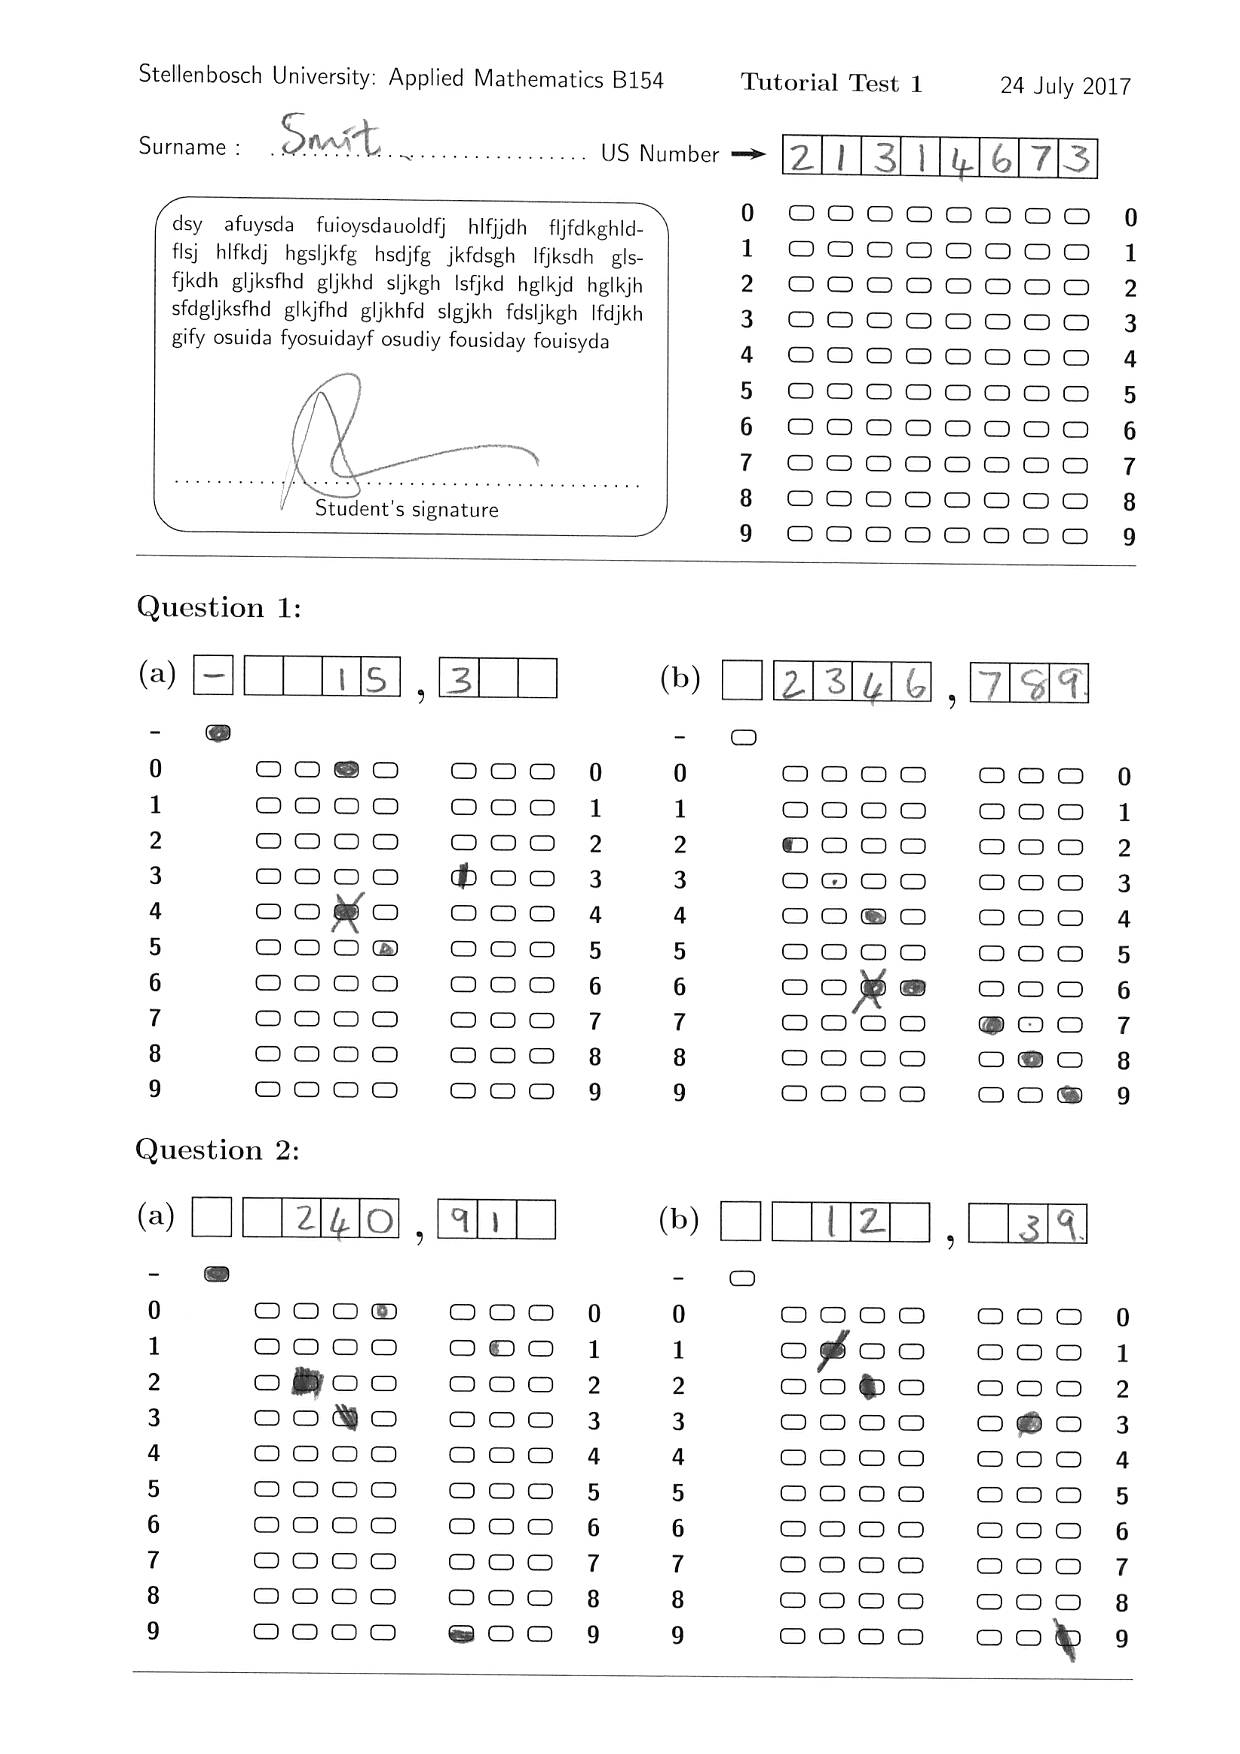 Stellenbosch University: Applied Mathematics B154 Tutorial Test 1 24 July 2017
Surname : Smit US Number 2 1 3 1 4 6 7 3
dsy afuysda fuioysdauoldfj hlfjjdh fljfdkghld-
flsj hlfkdj hgsljkfg hsdjfg jkfdsgh lfjksdh gls-
fjkdh gljksfhd gljkhd sljkgh lsfjkd hglkjd hglkjh
sfdgljksfhd glkjfhd gljkhfd slgjkh fdsljkgh lfdjkh
gify osuida fyosuidayf osudiy fousiday fouisyda
Student's signature
0 0
1 1
2 2
3 3
4 4
5 5
6 6
7 7
8 8
9 9
Question 1:
(a) - 1 5 , 3 (b) 2 3 4 6 , 7 8 9.
- -
0 0 0 0
1 1 1 1
2 2 2 2
3 3 3 3
4 4 4 4
5 5 5 5
6 6 6 6
7 7 7 7
8 8 8 8
9 9 9 9
Question 2:
(a) 2 4 0 , 9 1 (b) 1 2 , 3 9.
- -
0 0 0 0
1 1 1 1
2 2 2 2
3 3 3 3
4 4 4 4
5 5 5 5
6 6 6 6
7 7 7 7
8 8 8 8
9 9 9 9